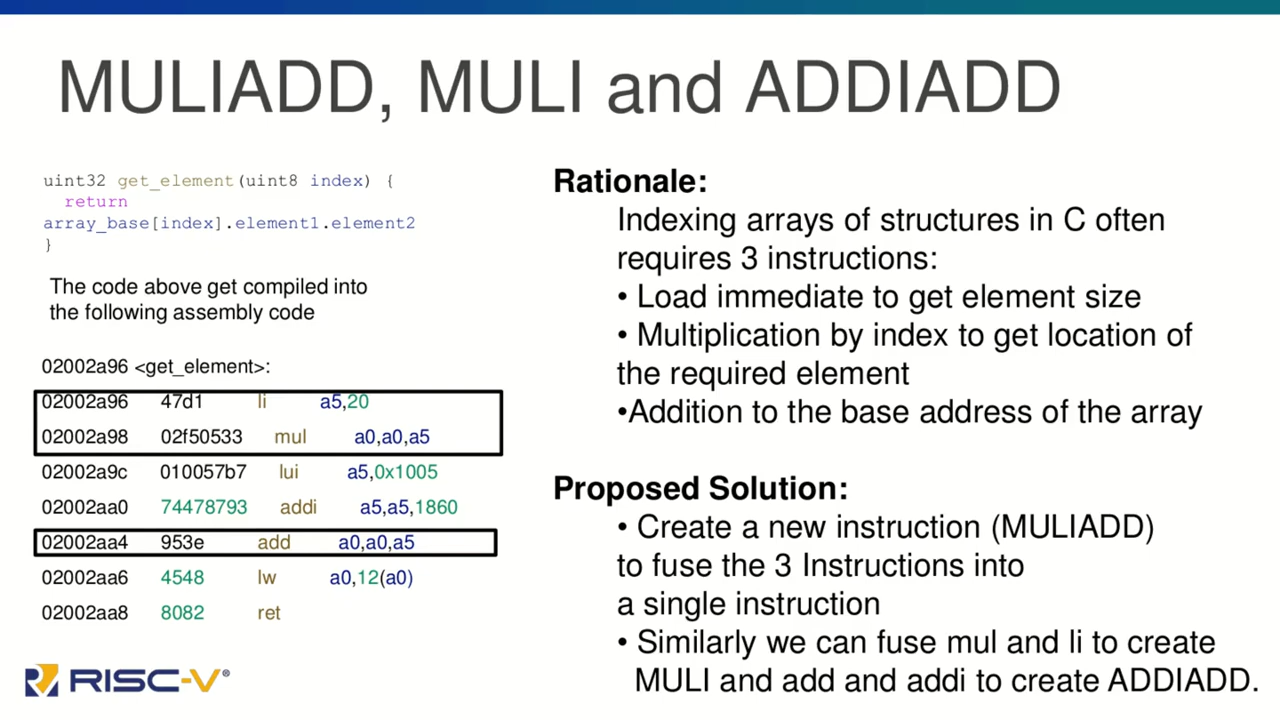 MULIADD, MULI and ADDIADD
uint32 get_element(uint8 index) {
return
array_base[index].element1.element2
}
The code above get compiled into
the following assembly code
02002a96 <get_element>:
02002a96 47d1 li a5,20
02002a98 02f50533 mul a0,a0,a5
02002a9c 010057b7 lui a5,0x1005
02002aa0 74478793 addi a5,a5,1860
02002aa4 953e add a0,a0,a5
02002aa6 4548 lw a0,12(a0)
02002aa8 8082 ret
RISC-V®
Rationale:
Indexing arrays of structures in C often
requires 3 instructions:
• Load immediate to get element size
• Multiplication by index to get location of
the required element
•Addition to the base address of the array
Proposed Solution:
• Create a new instruction (MULIADD)
to fuse the 3 Instructions into
a single instruction
• Similarly we can fuse mul and li to create
MULI and add and addi to create ADDIADD.